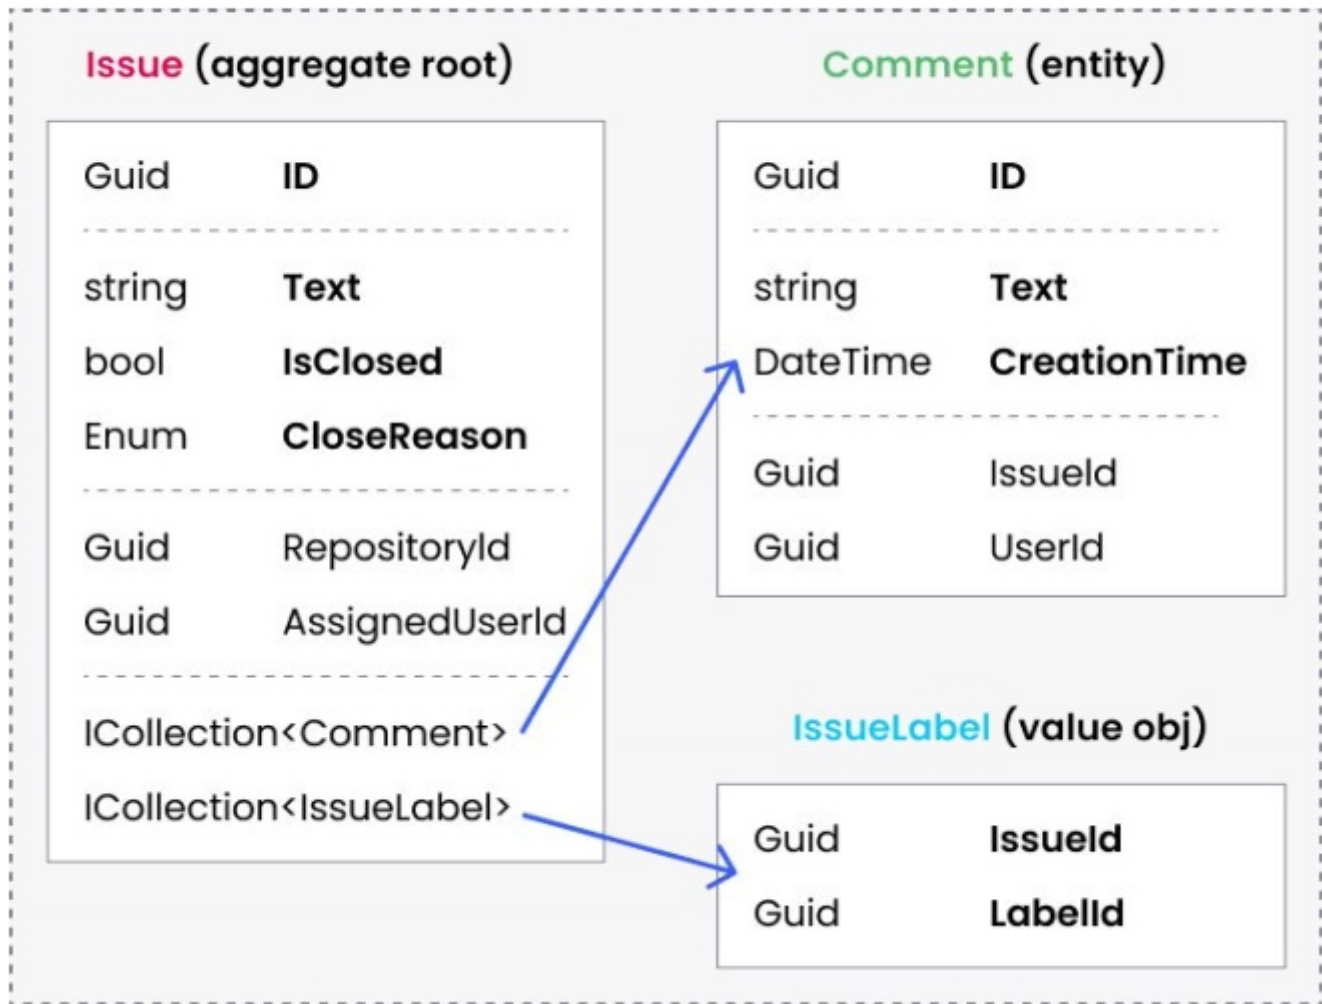 Issue (aggregate root)
Guid ID
string Text
bool IsClosed
Enum CloseReason
Guid RepositoryId
Guid AssignedUserId
ICollection<Comment>
ICollection<IssueLabel>
Comment (entity)
Guid ID
string Text
DateTime CreationTime
Guid IssueId
Guid UserId
IssueLabel (value obj)
Guid IssueId
Guid LabelId